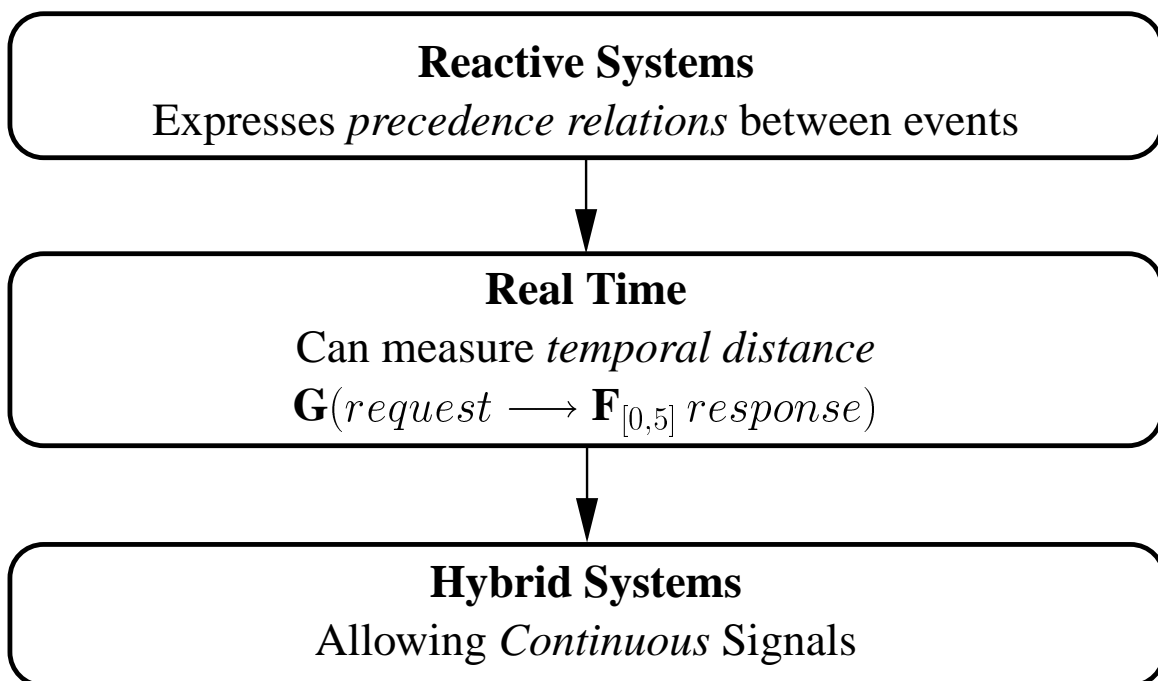 Reactive Systems
Expresses precedence relations between events
Real Time
Can measure temporal distance
G(request ⟶ F[0,5] response)
Hybrid Systems
Allowing Continuous Signals